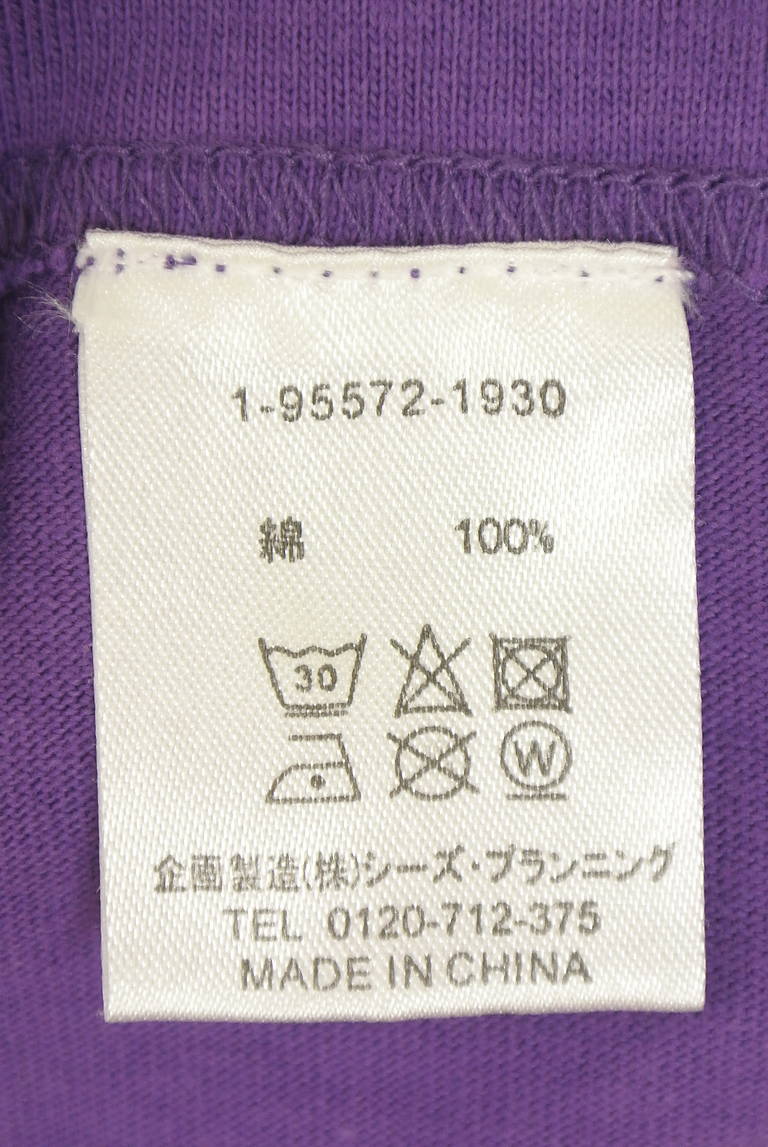 1-95572-1930
綿 100%
30
W
企画製造(株)シーズ・プランニング
TEL 0120-712-375
MADE IN CHINA